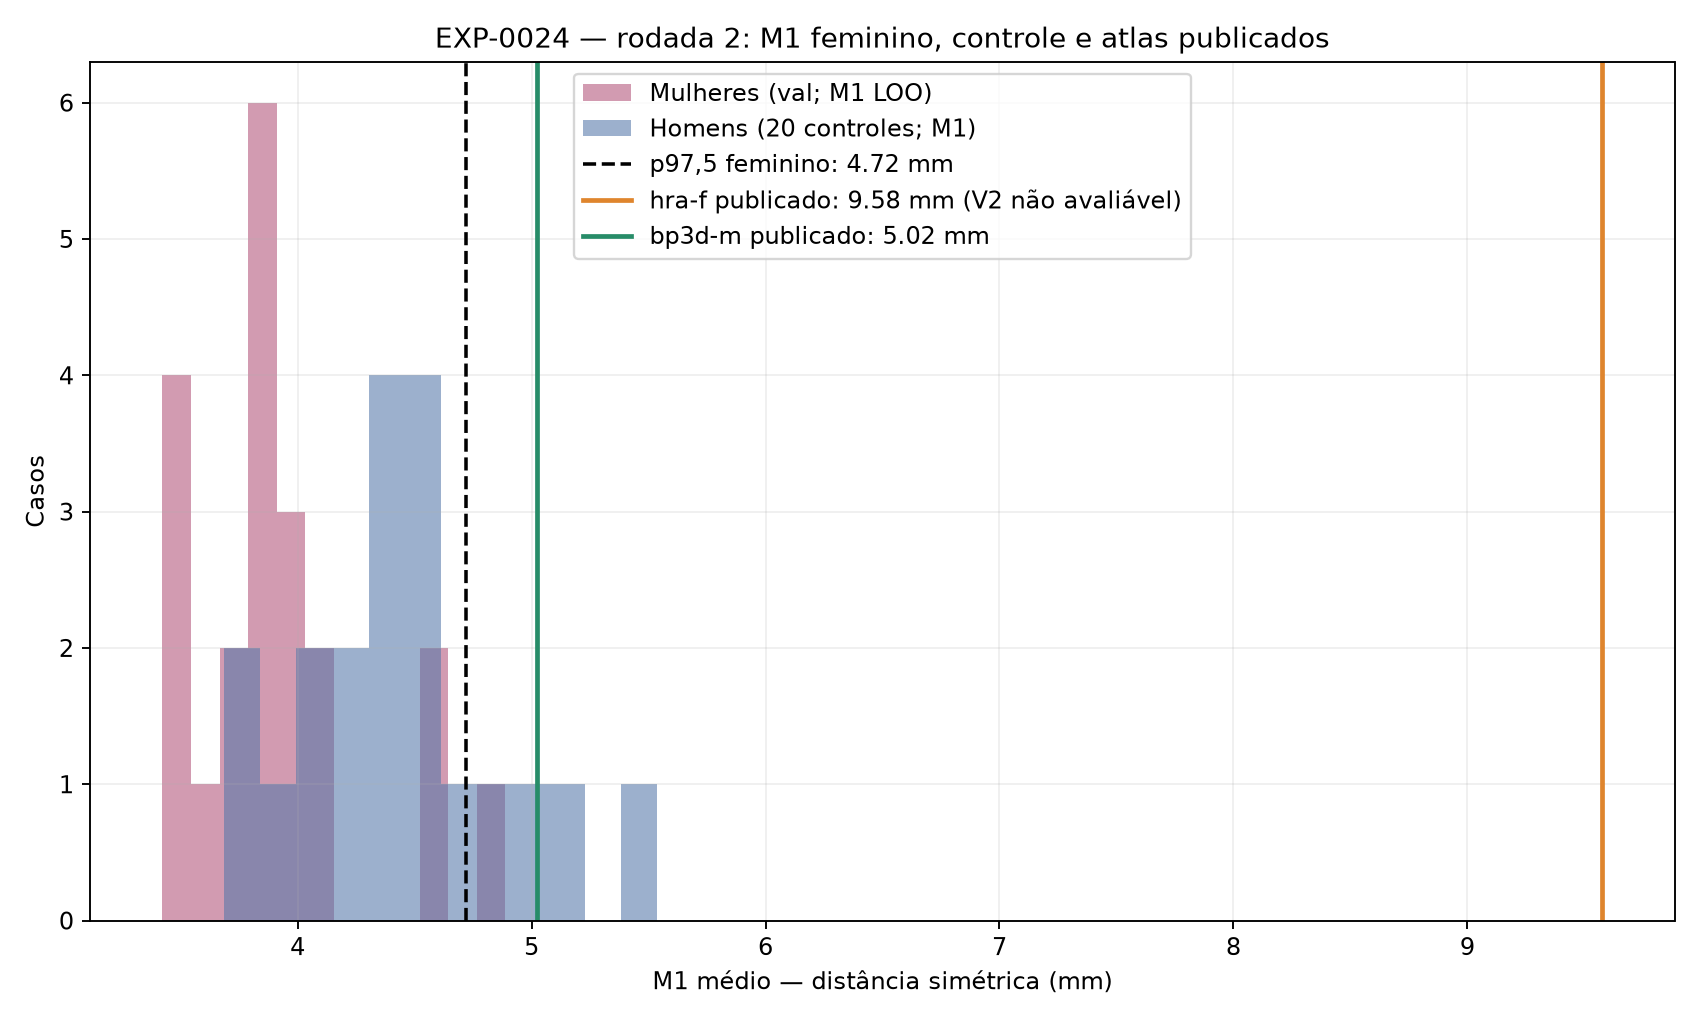 EXP-0024 — rodada 2: M1 feminino, controle e atlas publicados
Mulheres (val; M1 LOO)
Homens (20 controles; M1)
p97,5 feminino: 4.72 mm
hra-f publicado: 9.58 mm (V2 não avaliável)
bp3d-m publicado: 5.02 mm
Casos
6
5
4
3
2
1
0
4 5 6 7 8 9
M1 médio — distância simétrica (mm)